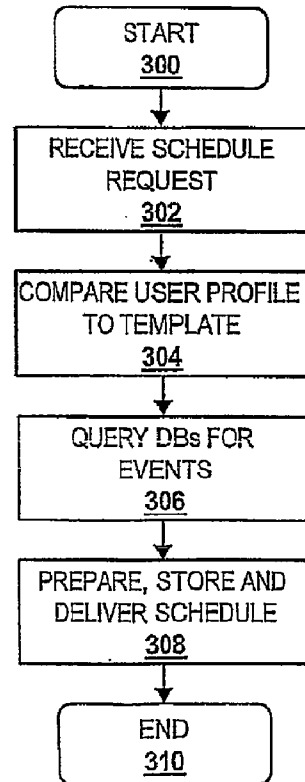 START
300
RECEIVE SCHEDULE
REQUEST
302
COMPARE USER PROFILE
TO TEMPLATE
304
QUERY DBs FOR
EVENTS
306
PREPARE, STORE AND
DELIVER SCHEDULE
308
END
310